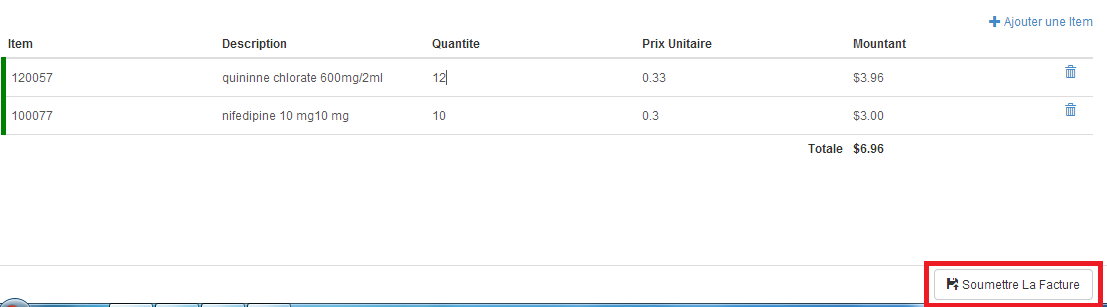 Ajouter une Item
Item Description Quantite Prix Unitaire Mountant
120057 quininne chlorate 600mg/2ml 12 0.33 $3.96
100077 nifedipine 10 mg10 mg 10 0.3 $3.00
Totale $6.96
Soumettre La Facture